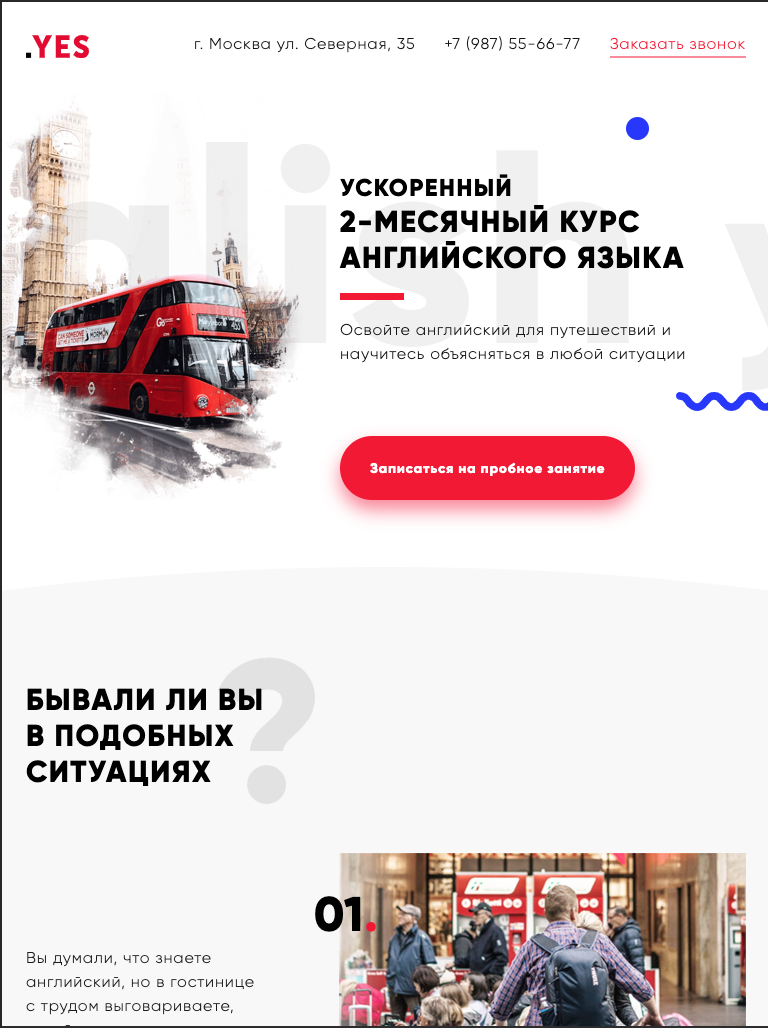 .YES
г. Москва ул. Северная, 35
+7 (987) 55-66-77
Заказать звонок
glish y
УСКОРЕННЫЙ
2-МЕСЯЧНЫЙ КУРС
АНГЛИЙСКОГО ЯЗЫКА
Освойте английский для путешествий и
научитесь объясняться в любой ситуации
Записаться на пробное занятие
БЫВАЛИ ЛИ ВЫ
В ПОДОБНЫХ
СИТУАЦИЯХ
?
01.
Вы думали, что знаете
английский, но в гостинице
с трудом выговариваете,